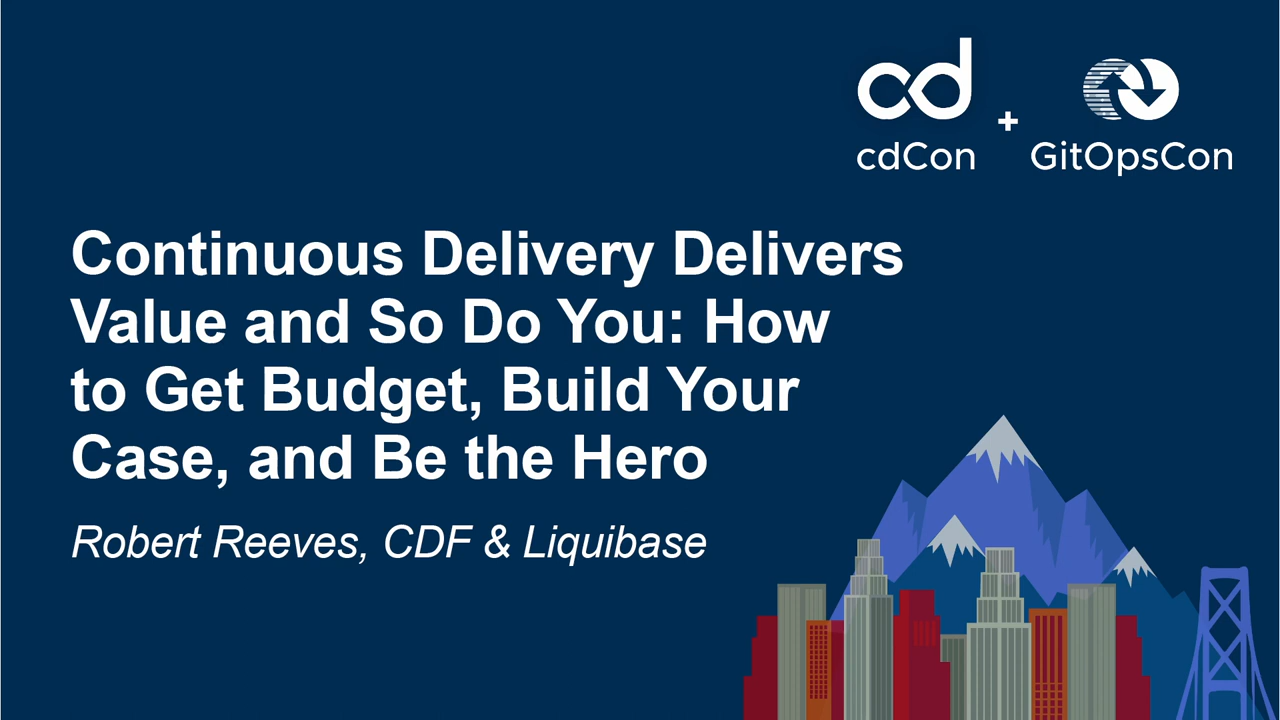 cd
+
cdCon
GitOpsCon
Continuous Delivery Delivers
Value and So Do You: How
to Get Budget, Build Your
Case, and Be the Hero
Robert Reeves, CDF & Liquibase